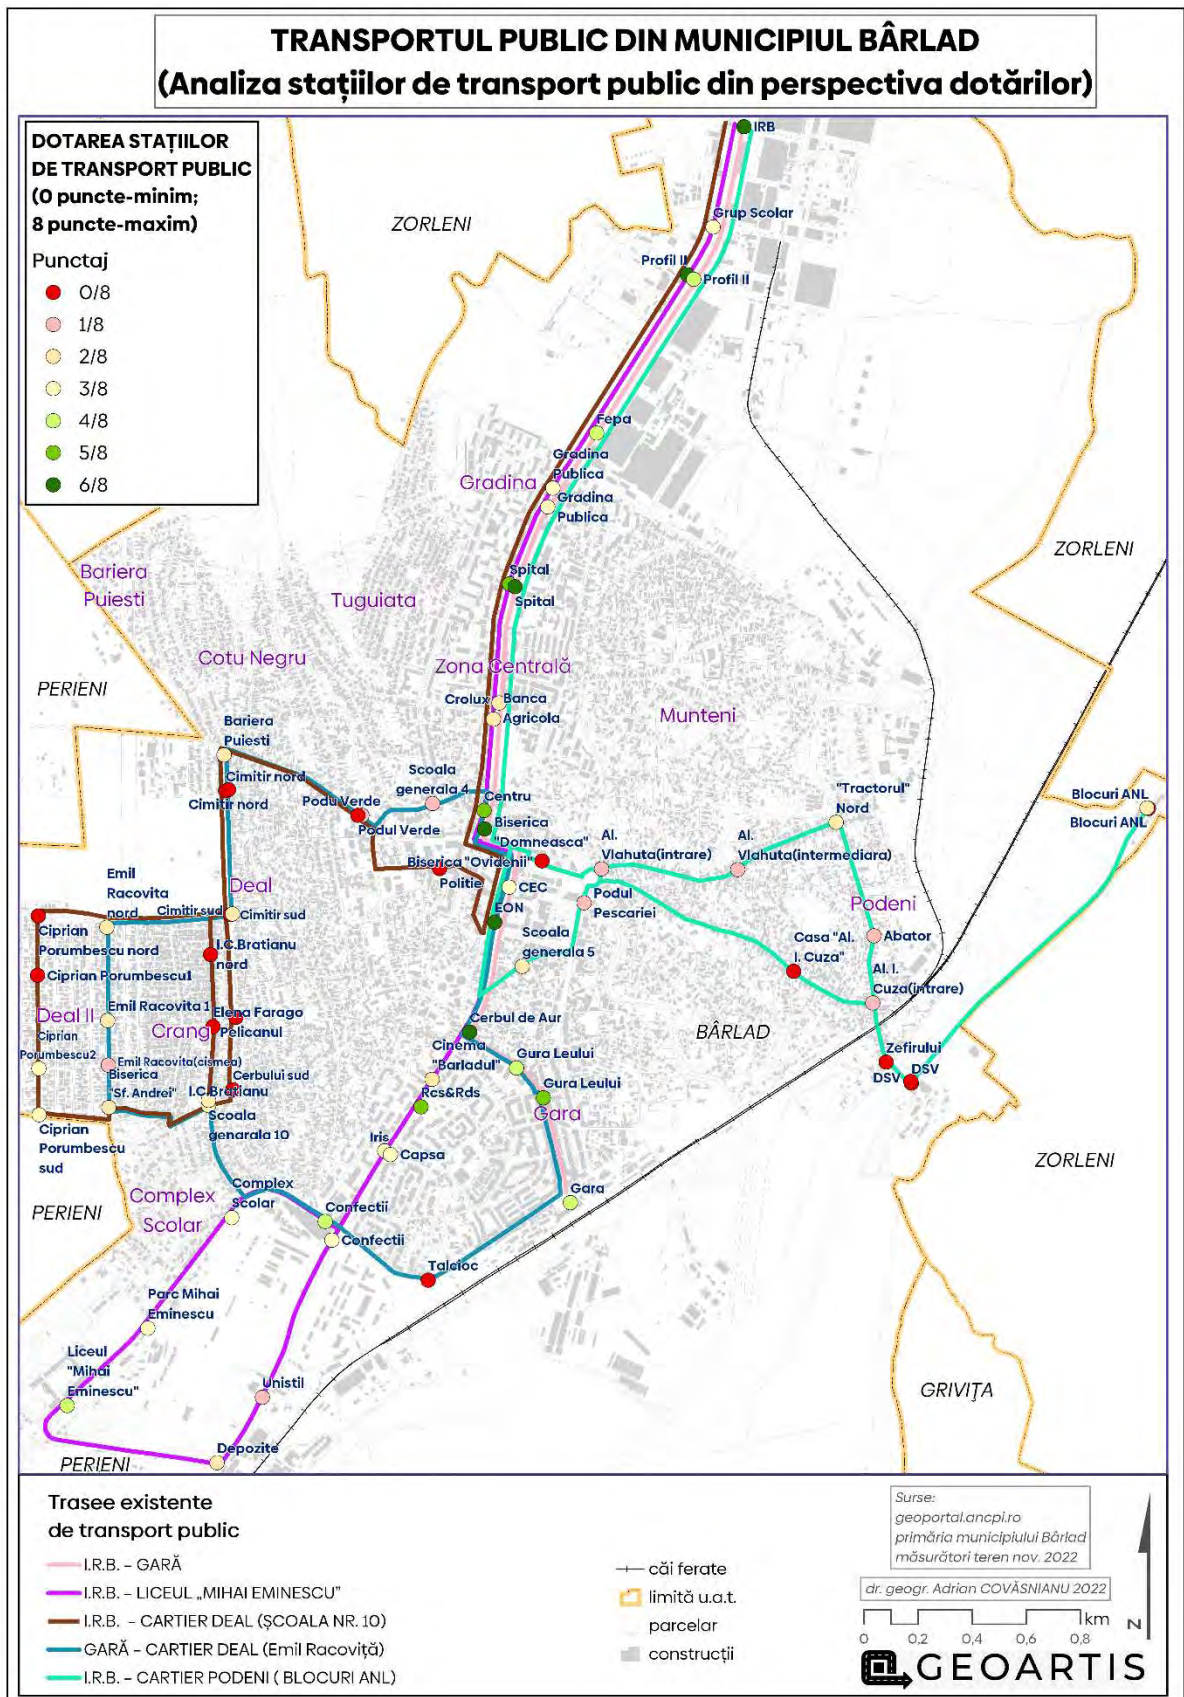 TRANSPORTUL PUBLIC DIN MUNICIPIUL BÂRLAD
(Analiza stațiilor de transport public din perspectiva dotărilor)
DOTAREA STAȚIILOR
DE TRANSPORT PUBLIC
(0 puncte-minim;
8 puncte-maxim)
Punctaj
0/8
1/8
2/8
3/8
4/8
5/8
6/8
IRB
ZORLENI
Grup Scolar
Profil II
Profil II
Fepa
Gradina
Publica
Gradina
Gradina
Publica
ZORLENI
Bariera
Puiesti
Spital
Spital
Tuguiata
Cotu Negru
Zona Centrală
PERIENI
Crolux
Banca
Agricola
Munteni
Bariera
Puiesti
Cimitir nord
Cimitir nord
Scoala
generala 4
Podu Verde
Podul Verde
Centru
Biserica
"Domneasca"
"Tractorul"
Nord
Blocuri ANL
Blocuri ANL
Al.
Vlahuta(intrare)
Al.
Vlahuta(intermediara)
Biserica "Ovidenii"
Politie
CEC
EON
Podul
Pescariei
Podeni
Emil
Racovita
nord
Deal
Cimitir sud
Cimitir sud
Ciprian
Porumbescu nord
I.C.Bratianu
nord
Scoala
generala 5
Casa "Al.
I. Cuza"
Abator
Ciprian Porumbescu1
Al. I.
Cuza(intrare)
Deal II
Emil Racovita 1
Elena Farago
Crang
Pelicanul
Cerbul de Aur
BÂRLAD
Ciprian
Porumbescu2
Emil Racovita(cismea)
Biserica
"Sf. Andrei"
Cerbului sud
I.C.Bratianu
Cinema
"Barladul"
Gura Leului
Gura Leului
Zefirului
DSV
DSV
Rcs&Rds
Gara
Ciprian
Porumbescu
sud
Scoala
genarala 10
Iris
Capsa
ZORLENI
Complex
Scolar
Complex
Scolar
Gara
PERIENI
Confectii
Confectii
Talcioc
Parc Mihai
Eminescu
Liceul
"Mihai
Eminescu"
Unistil
GRIVIȚA
Depozite
PERIENI
Trasee existente
de transport public
I.R.B. – GARĂ
I.R.B. – LICEUL „MIHAI EMINESCU”
I.R.B. – CARTIER DEAL (ȘCOALA NR. 10)
GARĂ – CARTIER DEAL (Emil Racoviță)
I.R.B. – CARTIER PODENI ( BLOCURI ANL)
căi ferate
limită u.a.t.
parcelar
construcții
Surse:
geoportal.ancpi.ro
primăria municipiului Bârlad
măsurători teren nov. 2022
dr. geogr. Adrian COVĂSNIANU 2022
km
0 0,2 0,4 0,6 0,8
N
GEOARTIS